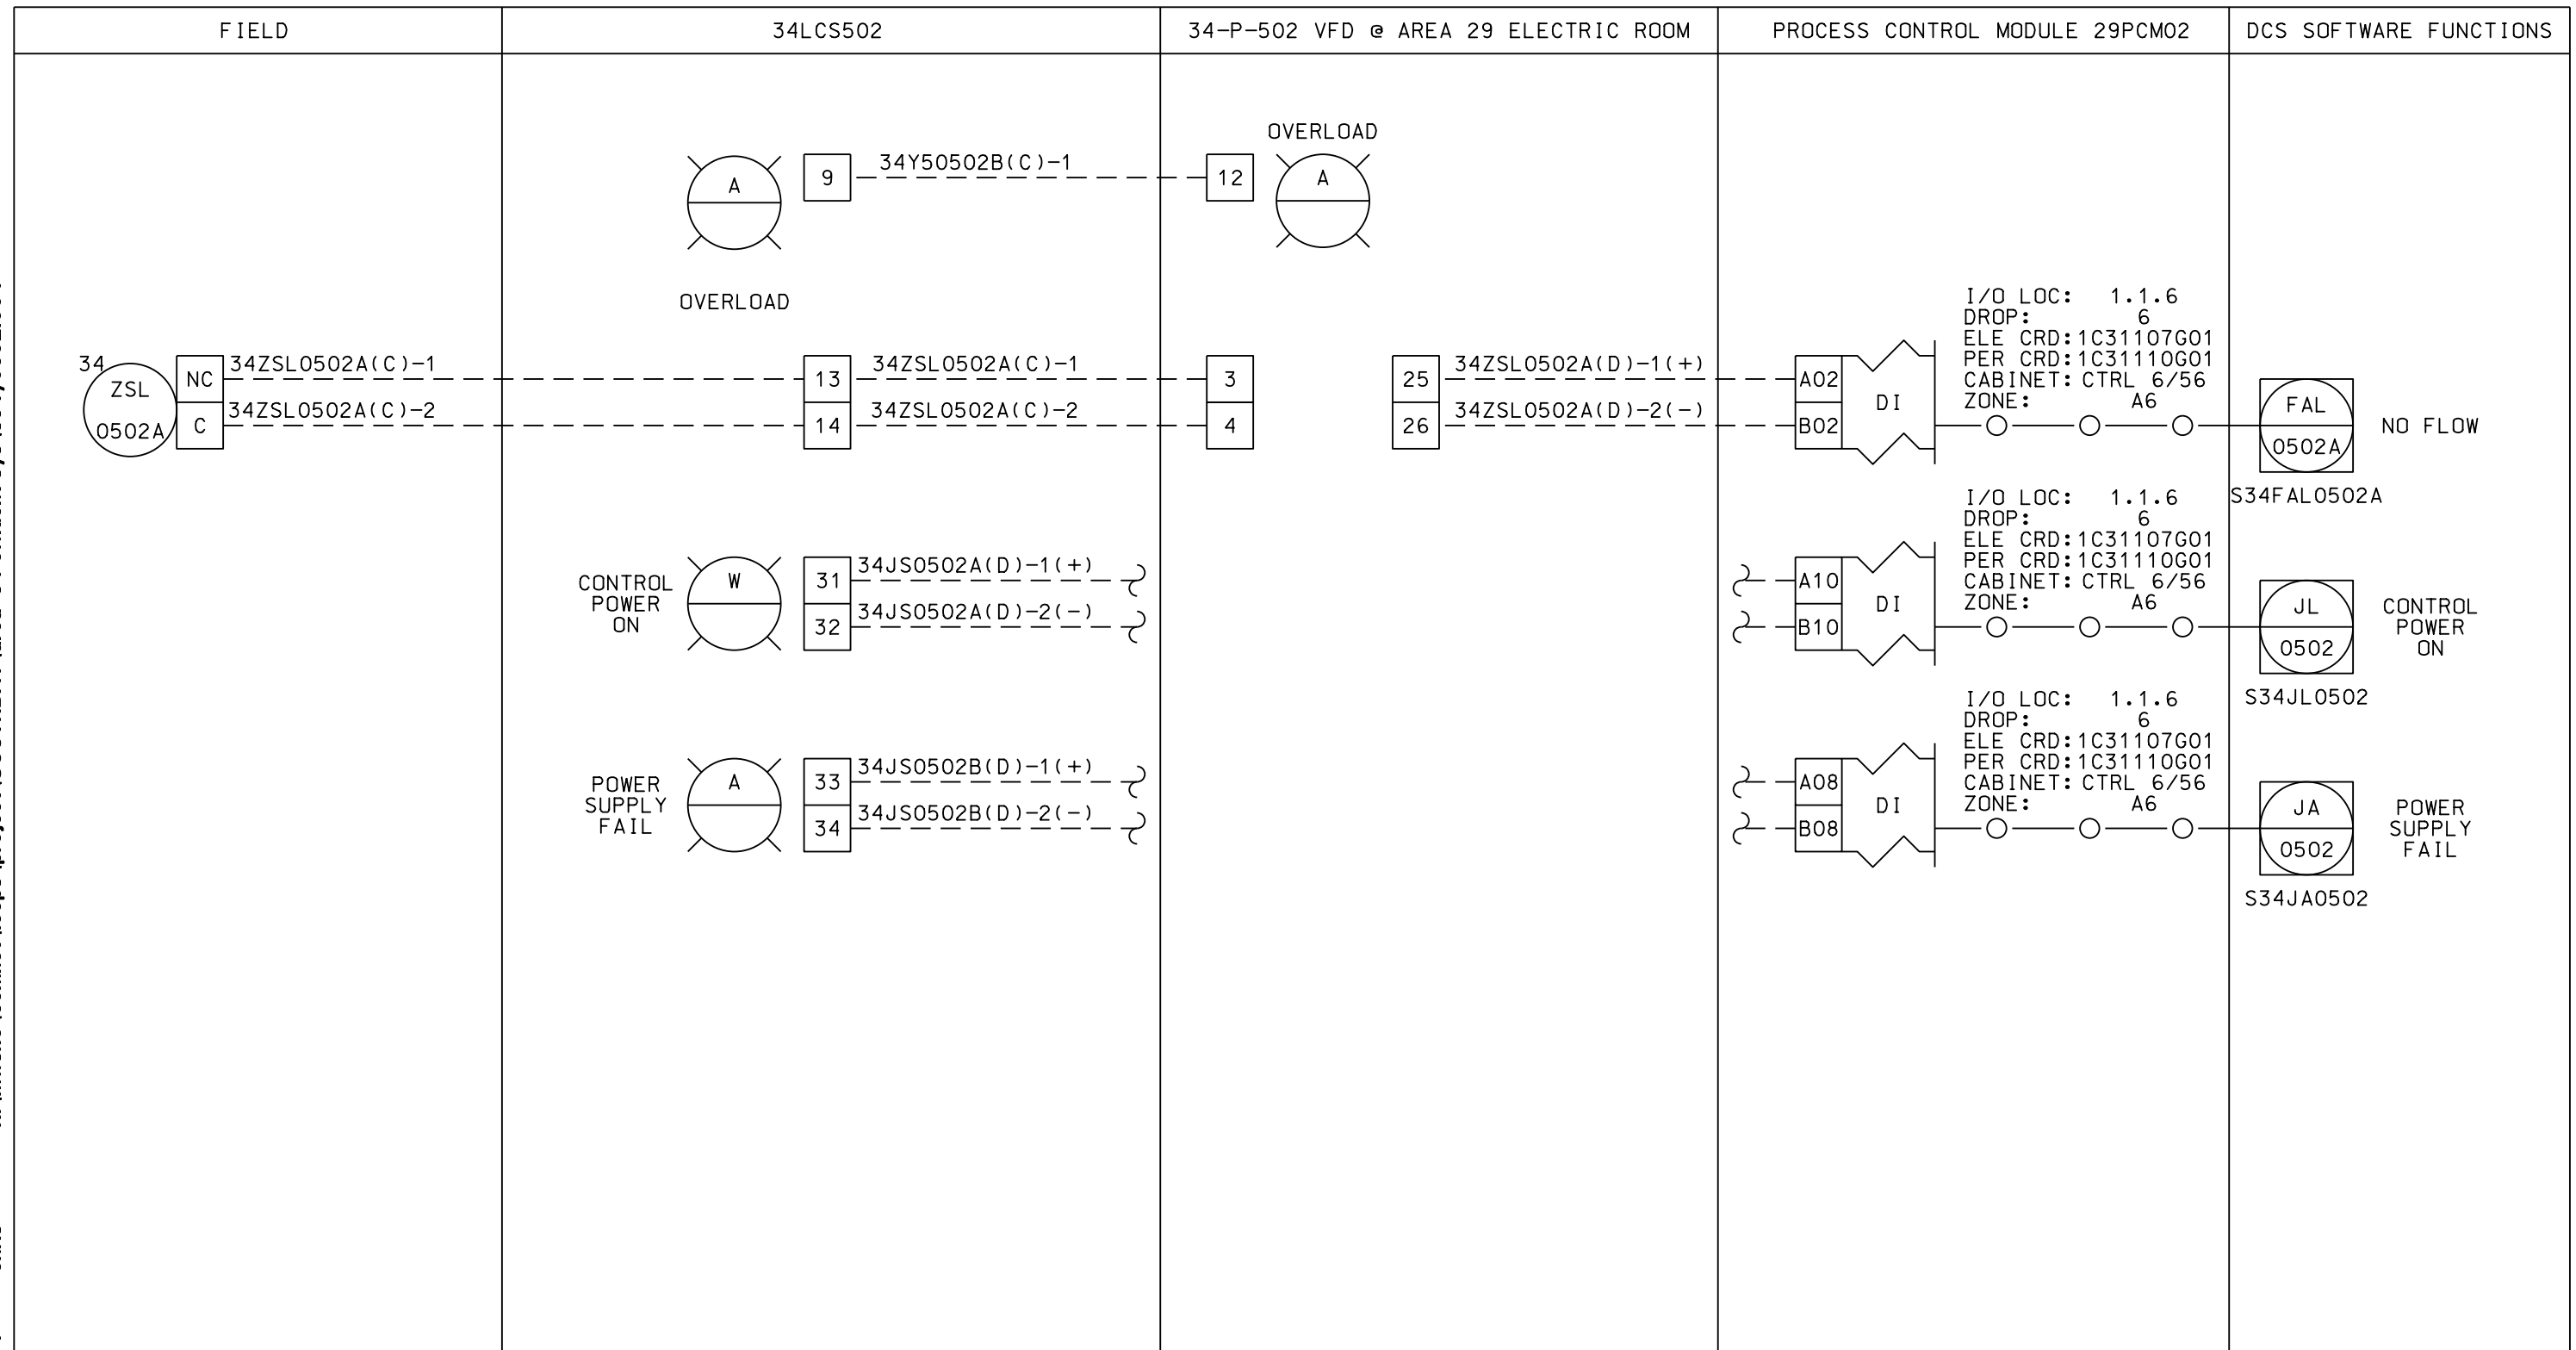 FIELD
34LCS502
34-P-502 VFD @ AREA 29 ELECTRIC ROOM
PROCESS CONTROL MODULE 29PCM02
DCS SOFTWARE FUNCTIONS
OVERLOAD
A
9
34Y50502B(C)-1
12
A
OVERLOAD
34
ZSL
0502A
NC
C
34ZSL0502A(C)-1
34ZSL0502A(C)-2
13
14
34ZSL0502A(C)-1
34ZSL0502A(C)-2
3
4
25
26
34ZSL0502A(D)-1(+)
34ZSL0502A(D)-2(-)
A02
B02
DI
I/O LOC: 1.1.6
DROP: 6
ELE CRD:1C31107G01
PER CRD:1C31110G01
CABINET: CTRL 6/56
ZONE: A6
FAL
0502A
NO FLOW
S34FAL0502A
CONTROL
POWER
ON
W
31
32
34JS0502A(D)-1(+)
34JS0502A(D)-2(-)
A10
B10
DI
I/O LOC: 1.1.6
DROP: 6
ELE CRD:1C31107G01
PER CRD:1C31110G01
CABINET: CTRL 6/56
ZONE: A6
JL
0502
CONTROL
POWER
ON
S34JL0502
POWER
SUPPLY
FAIL
A
33
34
34JS0502B(D)-1(+)
34JS0502B(D)-2(-)
A08
B08
DI
I/O LOC: 1.1.6
DROP: 6
ELE CRD:1C31107G01
PER CRD:1C31110G01
CABINET: CTRL 6/56
ZONE: A6
JA
0502
POWER
SUPPLY
FAIL
S34JA0502